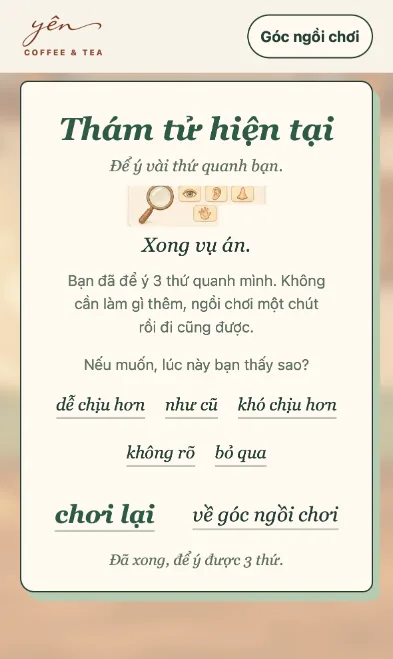 yên
COFFEE & TEA
Góc ngồi chơi
Thám tử hiện tại
Để ý vài thứ quanh bạn.
Xong vụ án.
Bạn đã để ý 3 thứ quanh mình. Không
cần làm gì thêm, ngồi chơi một chút
rồi đi cũng được.
Nếu muốn, lúc này bạn thấy sao?
dễ chịu hơn như cũ khó chịu hơn
không rõ bỏ qua
chơi lại về góc ngồi chơi
Đã xong, để ý được 3 thứ.